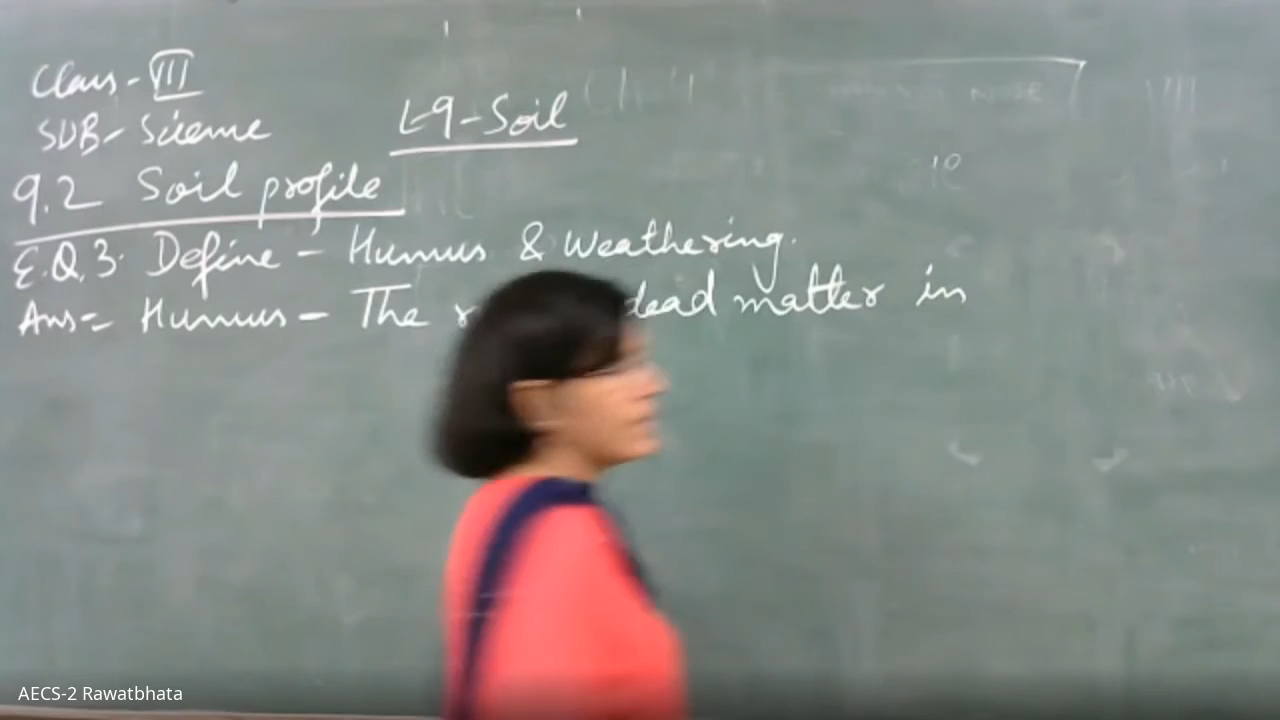 Class - VII
SUB - Science
L-9 - Soil
9.2 Soil profile
E.Q.3. Define - Humus & Weathering.
Ans = Humus - The dead matter in
AECS-2 Rawatbhata